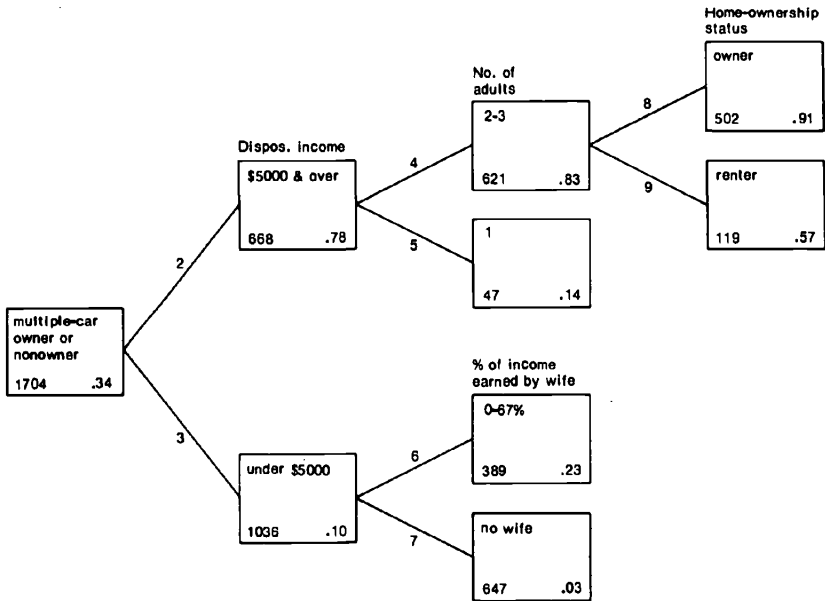 Home-ownership
status
owner
502 .91
No. of
adults
2-3
621 .83
8
9
renter
119 .57
Dispos. income
$5000 & over
668 .78
4
5
1
47 .14
2
multiple-car
owner or
nonowner
1704 .34
3
% of income
earned by wife
0-67%
389 .23
under $5000
1036 .10
6
7
no wife
647 .03